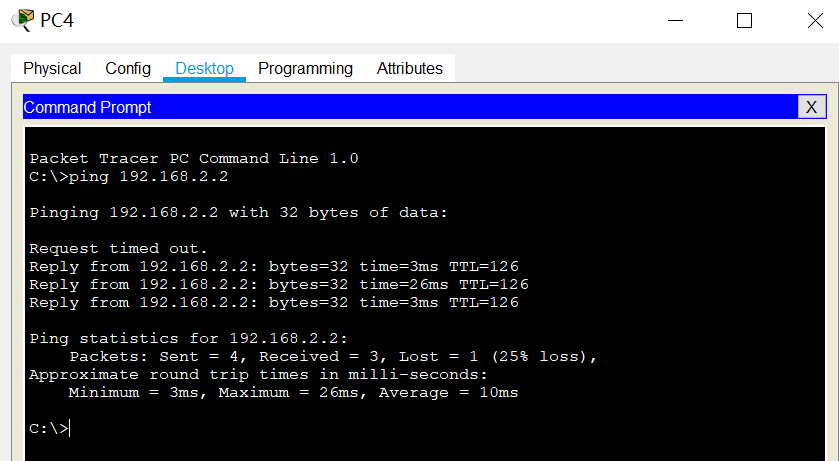 PC4
Physical Config Desktop Programming Attributes
Command Prompt X
Packet Tracer PC Command Line 1.0
C:\>ping 192.168.2.2
Pinging 192.168.2.2 with 32 bytes of data:
Request timed out.
Reply from 192.168.2.2: bytes=32 time=3ms TTL=126
Reply from 192.168.2.2: bytes=32 time=26ms TTL=126
Reply from 192.168.2.2: bytes=32 time=3ms TTL=126
Ping statistics for 192.168.2.2:
    Packets: Sent = 4, Received = 3, Lost = 1 (25% loss),
Approximate round trip times in milli-seconds:
    Minimum = 3ms, Maximum = 26ms, Average = 10ms
C:\>